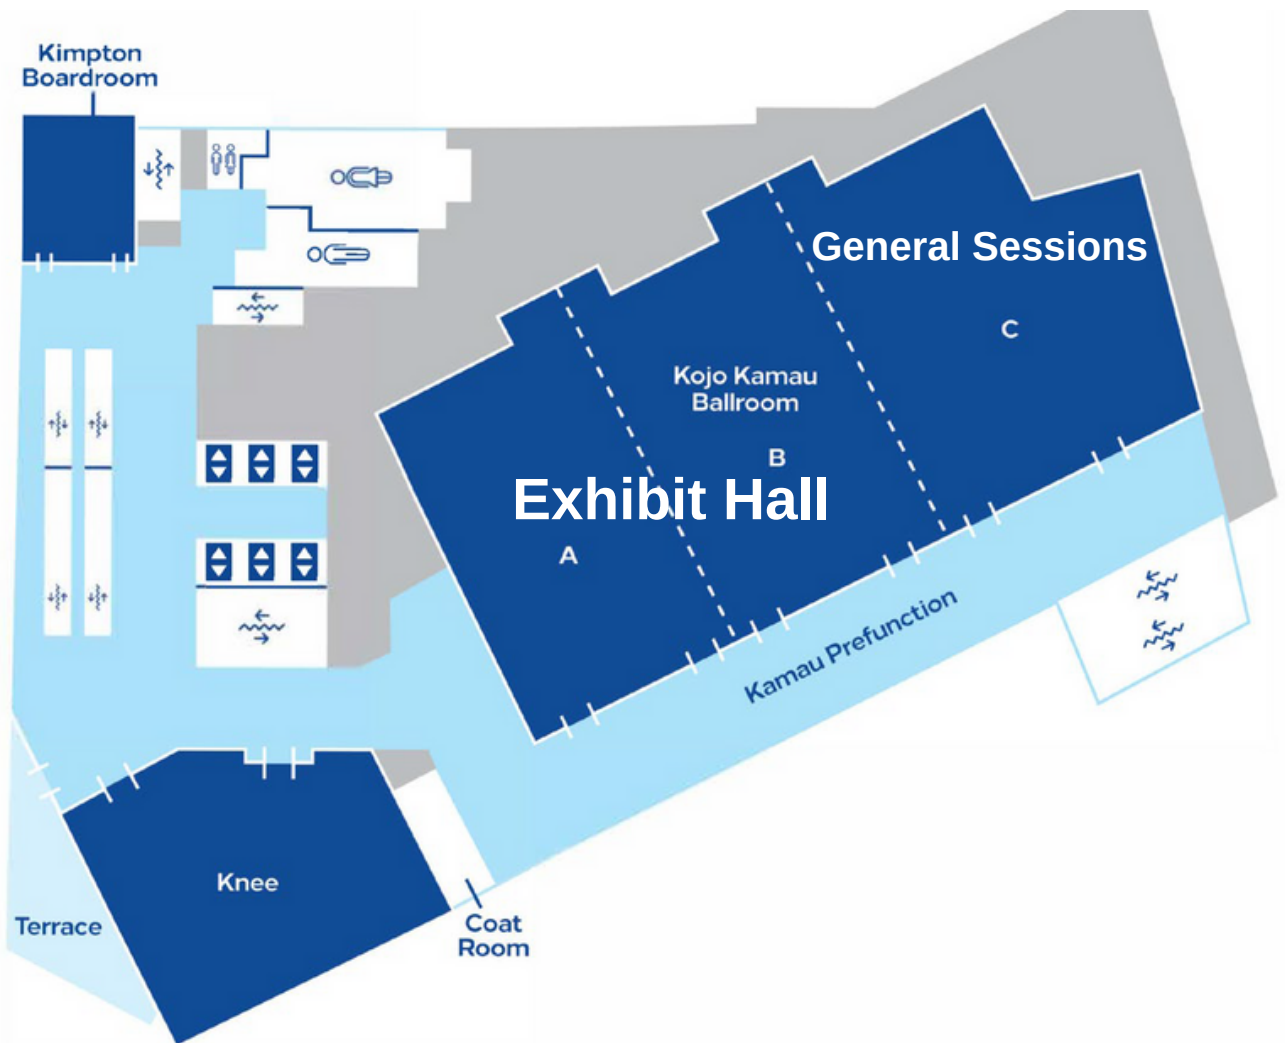 Kimpton
Boardroom
General Sessions
C
Kojo Kamau
Ballroom
B
Exhibit Hall
A
Kamau Prefunction
Knee
Terrace
Coat
Room